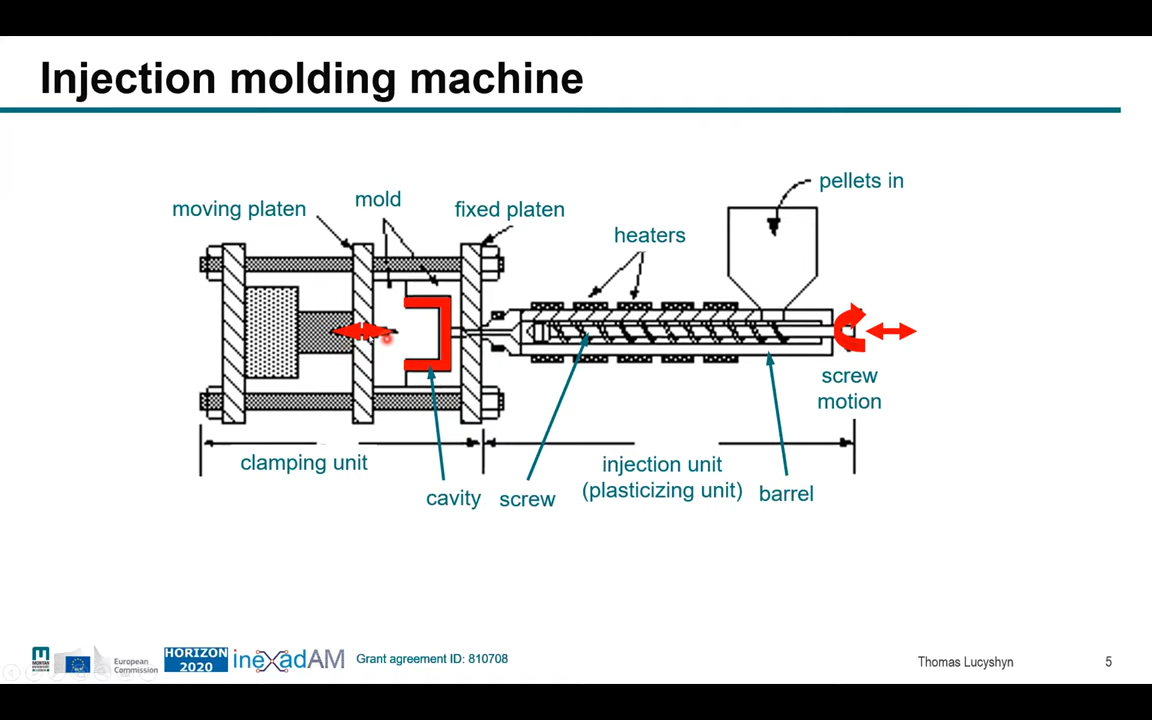 Injection molding machine
pellets in
mold
moving platen
fixed platen
heaters
screw
motion
clamping unit
injection unit
(plasticizing unit)
cavity
screw
barrel
European
Commission
HORIZON
2020
inexadAM
Grant agreement ID: 810708
Thomas Lucyshyn
5